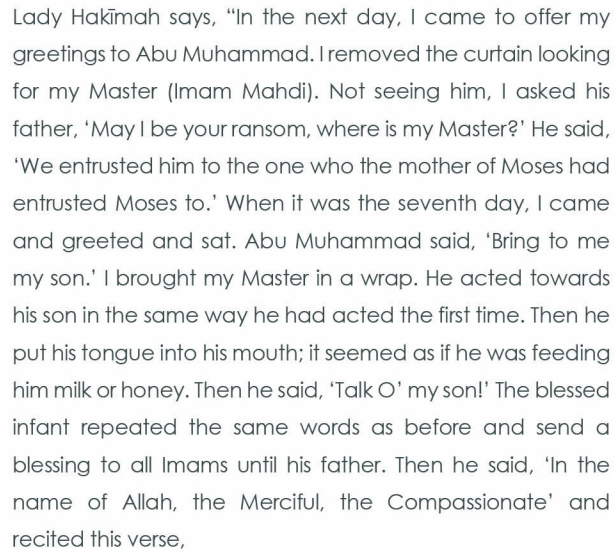 Lady Hakīmah says, “In the next day, I came to offer my
greetings to Abu Muhammad. I removed the curtain looking
for my Master (Imam Mahdi). Not seeing him, I asked his
father, ‘May I be your ransom, where is my Master?’ He said,
‘We entrusted him to the one who the mother of Moses had
entrusted Moses to.’ When it was the seventh day, I came
and greeted and sat. Abu Muhammad said, ‘Bring to me
my son.’ I brought my Master in a wrap. He acted towards
his son in the same way he had acted the first time. Then he
put his tongue into his mouth; it seemed as if he was feeding
him milk or honey. Then he said, ‘Talk O’ my son!’ The blessed
infant repeated the same words as before and send a
blessing to all Imams until his father. Then he said, ‘In the
name of Allah, the Merciful, the Compassionate’ and
recited this verse,